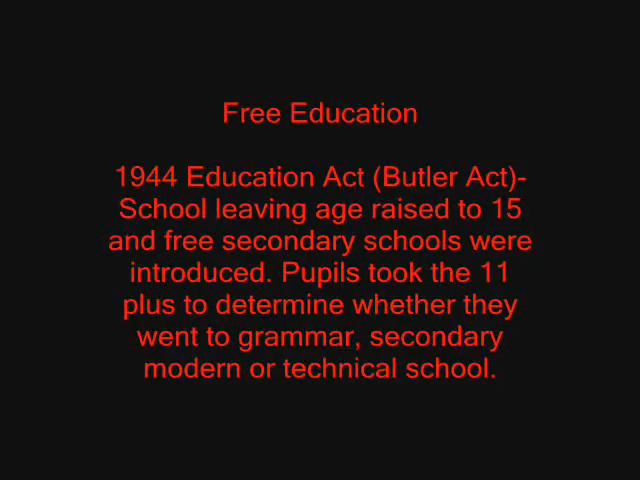 Free Education
1944 Education Act (Butler Act)-
School leaving age raised to 15
and free secondary schools were
introduced. Pupils took the 11
plus to determine whether they
went to grammar, secondary
modern or technical school.